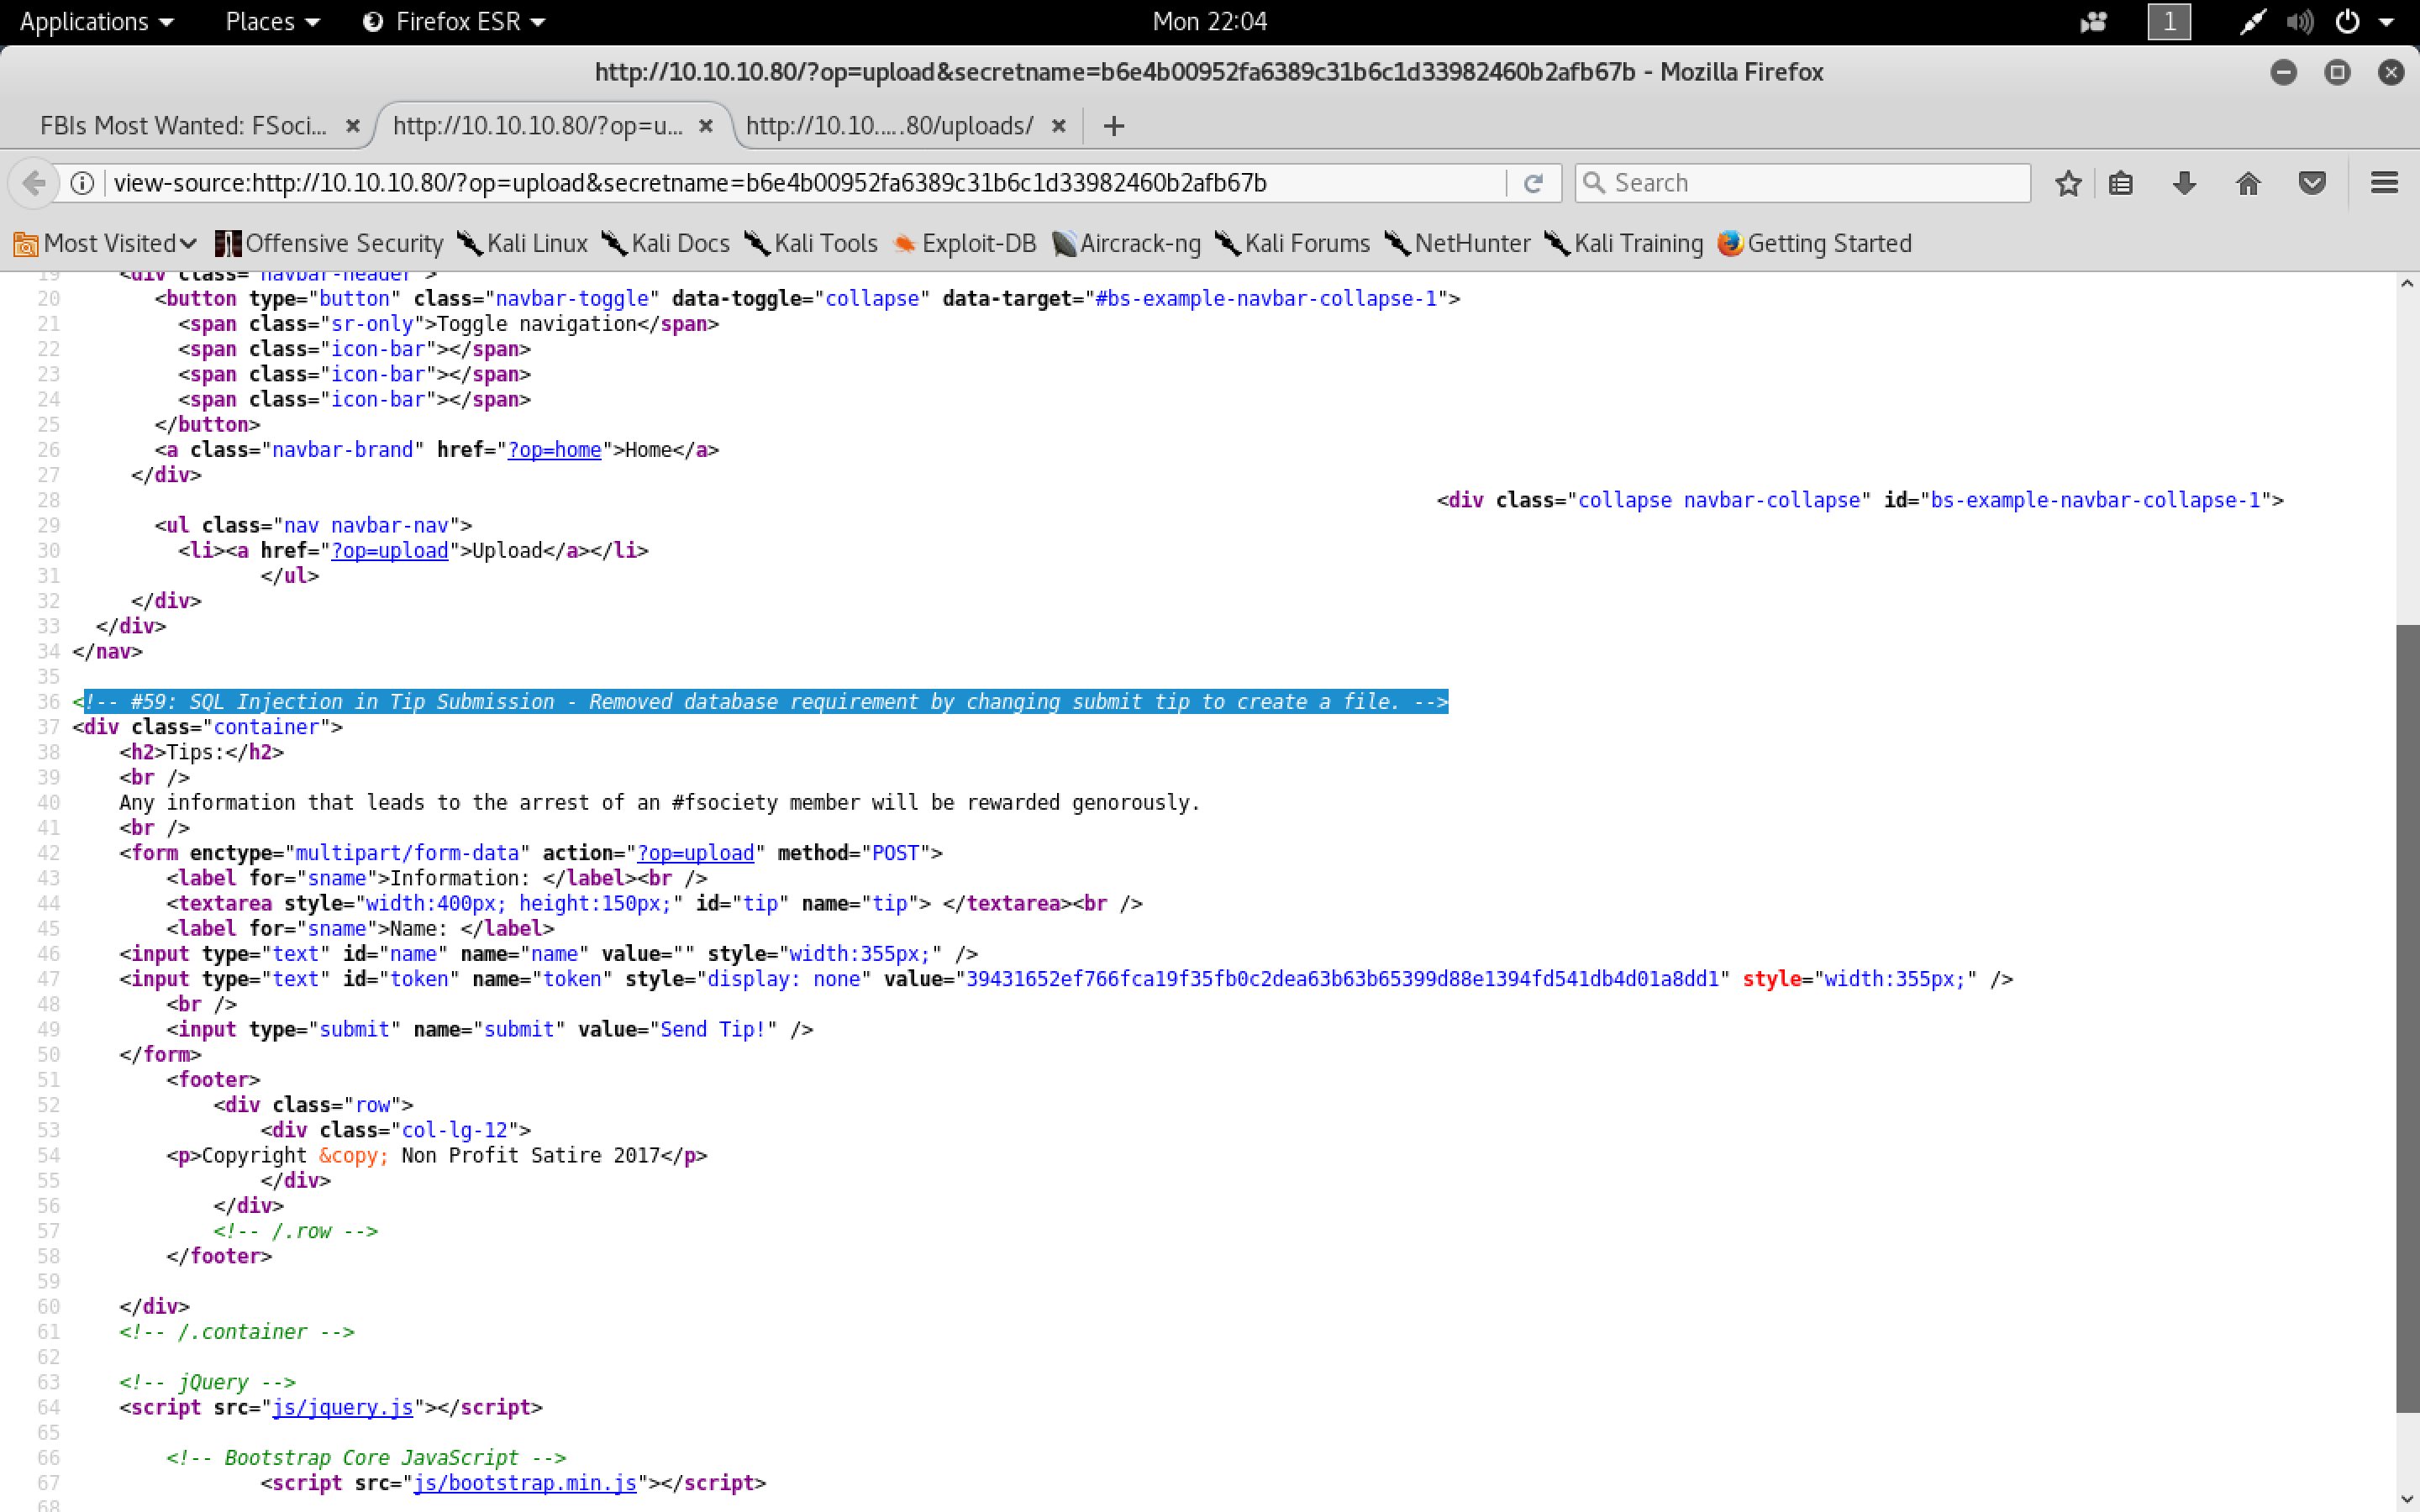 Applications Places Firefox ESR Mon 22:04 1
http://10.10.10.80/?op=upload&secretname=b6e4b00952fa6389c31b6c1d33982460b2afb67b - Mozilla Firefox
FBIs Most Wanted: FSoci... http://10.10.10.80/?op=u... http://10.10.....80/uploads/
view-source:http://10.10.10.80/?op=upload&secretname=b6e4b00952fa6389c31b6c1d33982460b2afb67b Search
Most Visited Offensive Security Kali Linux Kali Docs Kali Tools Exploit-DB Aircrack-ng Kali Forums NetHunter Kali Training Getting Started
19 <div class="navbar-header">
20 <button type="button" class="navbar-toggle" data-toggle="collapse" data-target="#bs-example-navbar-collapse-1">
21 <span class="sr-only">Toggle navigation</span>
22 <span class="icon-bar"></span>
23 <span class="icon-bar"></span>
24 <span class="icon-bar"></span>
25 </button>
26 <a class="navbar-brand" href="?op=home">Home</a>
27 </div>
28 <div class="collapse navbar-collapse" id="bs-example-navbar-collapse-1">
29 <ul class="nav navbar-nav">
30 <li><a href="?op=upload">Upload</a></li>
31 </ul>
32 </div>
33 </div>
34 </nav>
35
36 <!-- #59: SQL Injection in Tip Submission - Removed database requirement by changing submit tip to create a file. -->
37 <div class="container">
38 <h2>Tips:</h2>
39 <br />
40 Any information that leads to the arrest of an #fsociety member will be rewarded genorously.
41 <br />
42 <form enctype="multipart/form-data" action="?op=upload" method="POST">
43 <label for="sname">Information: </label><br />
44 <textarea style="width:400px; height:150px;" id="tip" name="tip"> </textarea><br />
45 <label for="sname">Name: </label>
46 <input type="text" id="name" name="name" value="" style="width:355px;" />
47 <input type="text" id="token" name="token" style="display: none" value="39431652ef766fca19f35fb0c2dea63b63b65399d88e1394fd541db4d01a8dd1" style="width:355px;" />
48 <br />
49 <input type="submit" name="submit" value="Send Tip!" />
50 </form>
51 <footer>
52 <div class="row">
53 <div class="col-lg-12">
54 <p>Copyright &copy; Non Profit Satire 2017</p>
55 </div>
56 </div>
57 <!-- /.row -->
58 </footer>
59
60 </div>
61 <!-- /.container -->
62
63 <!-- jQuery -->
64 <script src="js/jquery.js"></script>
65
66 <!-- Bootstrap Core JavaScript -->
67 <script src="js/bootstrap.min.js"></script>
68